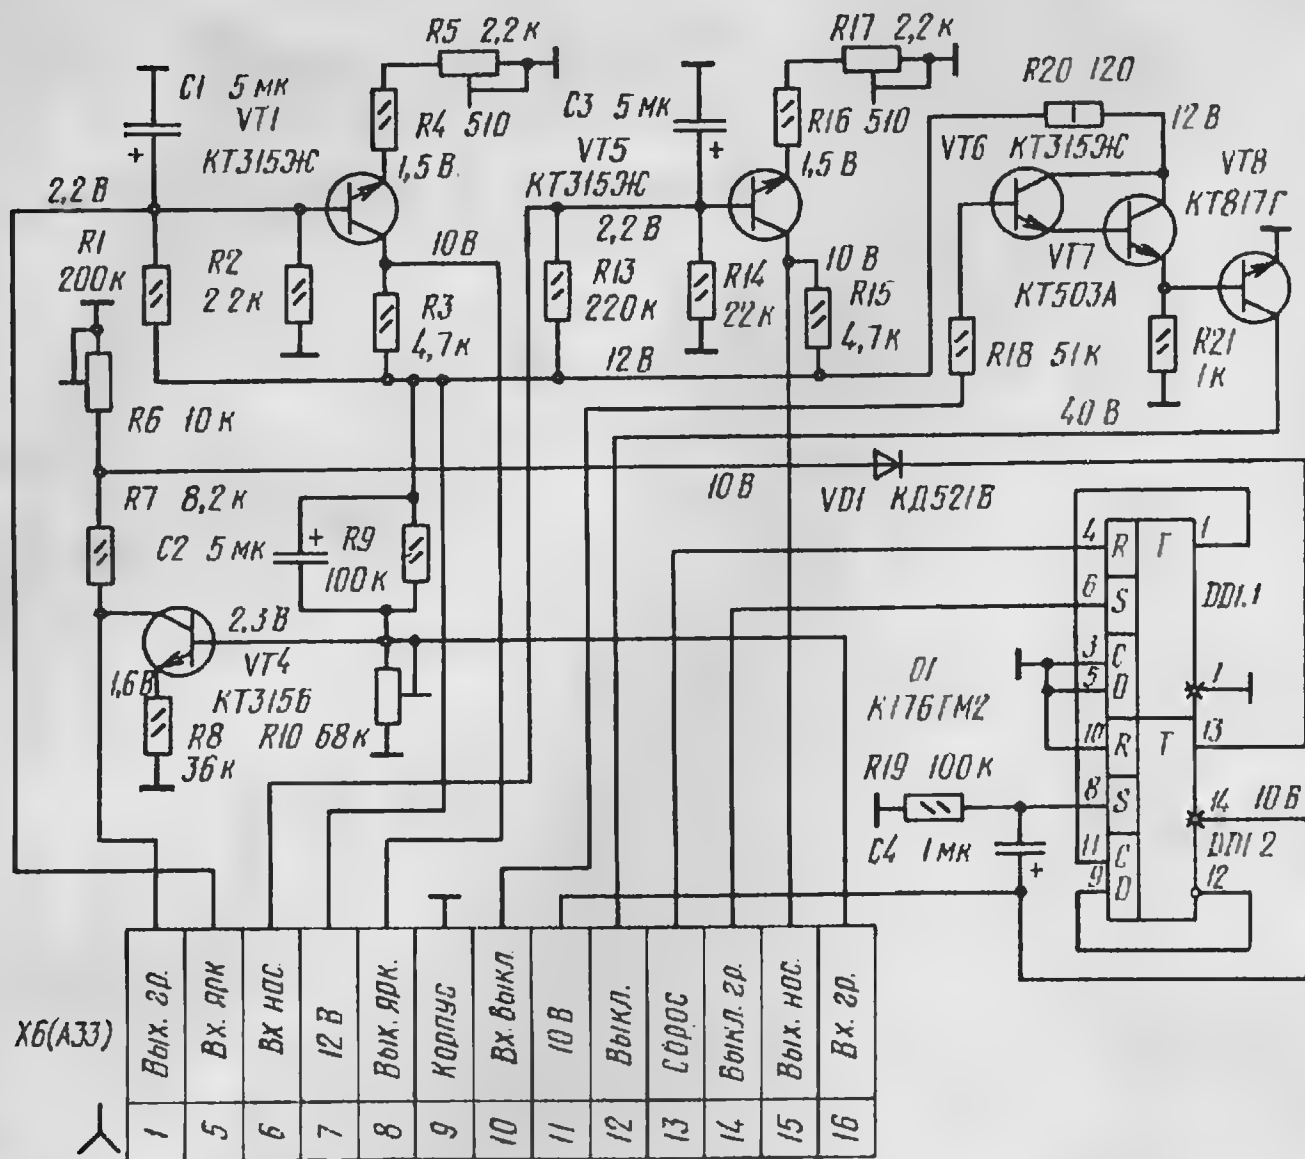 R5 2,2 к
R17 2,2 к
C1 5 мк
VT1
КТ315Ж
R4 510
1,5 В
C3 5 мк
VT5
КТ315Ж
R16 510
1,5 В
R20 120
VT6 КТ315Ж
12 В
VT8
КТ817Г
2,2 В
R1
200 к
R2
22к
10 В
R3
4,7к
2,2 В
R13
220 к
R14
22к
10 В
R15
4,7к
VT7
КТ503А
R18 51к
R21
1к
12 В
40 В
R6 10 к
R7 8,2 к
10 В
VD1 КД521В
C2 5 мк
+
R9
100 к
2,3 В
VT4
КТ315Б
1,6 В
R8
36 к
R10 68 к
4 R T 1
6 S DD1.1
3 C
5 D
D1
К176ТМ2
10 R T 13
R19 100 к
8 S 14 10 В
C4 1 мк
+
11 C DD1.2
9 D 12
X6(А33)
Вых. гр.
Вх. ярк
Вх нас.
12 В
Вых. ярк.
Корпус
Вх. выкл.
10 В
Выкл.
Сброс
Выкл. гр.
Вых. нас.
Вх. гр.
1 5 6 7 8 9 10 11 12 13 14 15 16